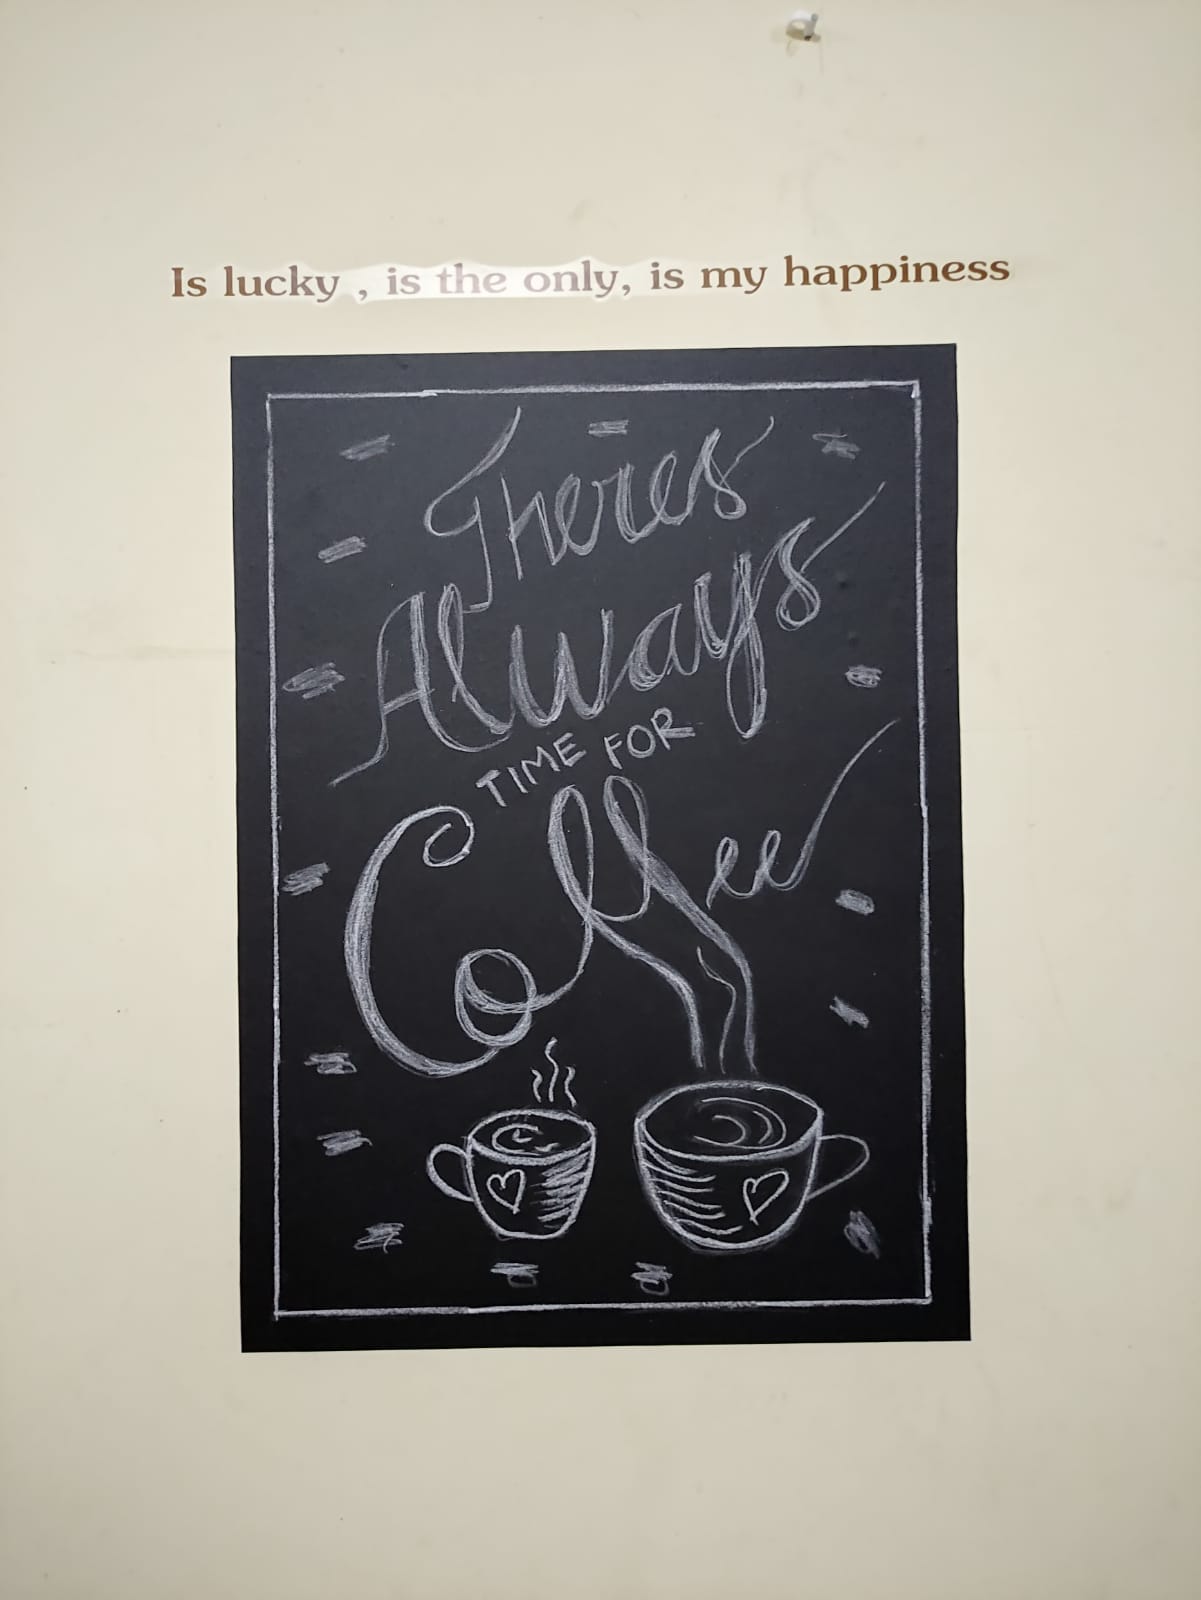 Is lucky , is the only, is my happiness
Theres
Always
TIME FOR
Coffee